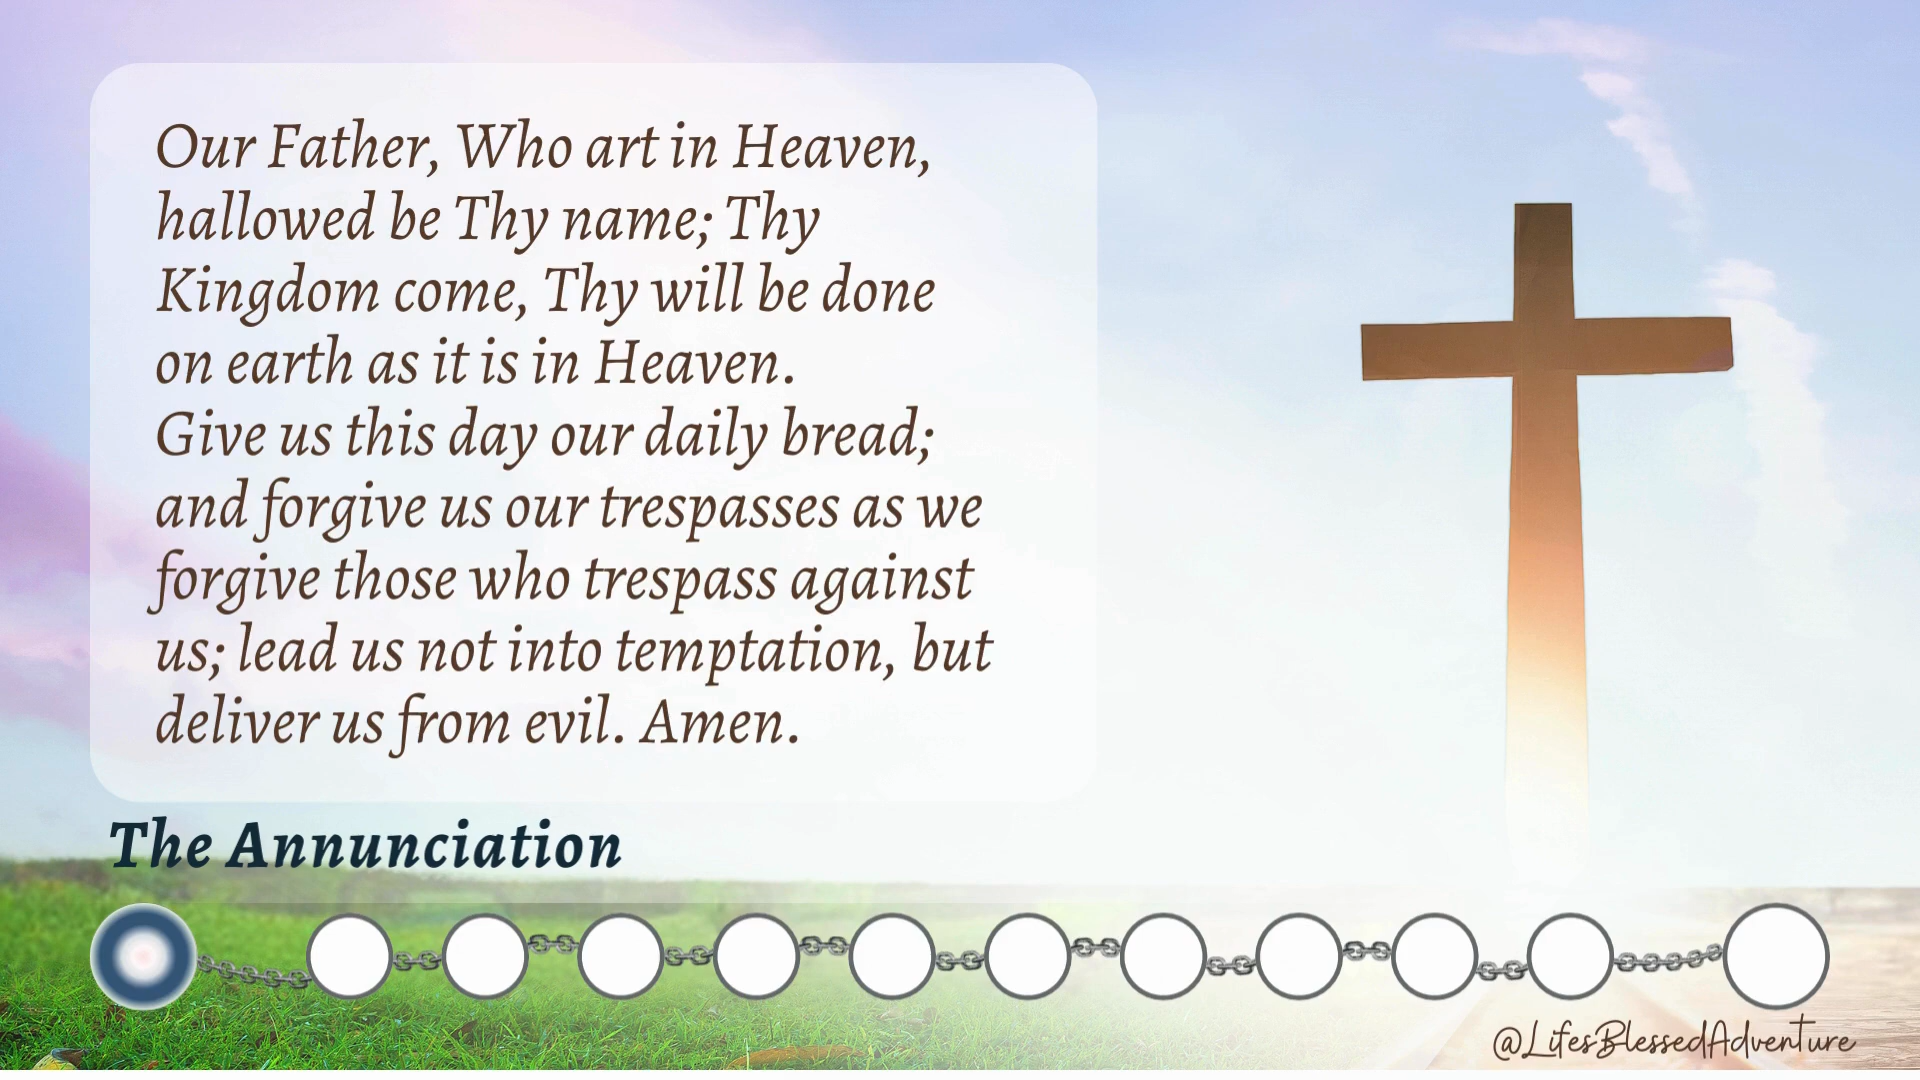 Our Father, Who art in Heaven,
hallowed be Thy name; Thy
Kingdom come, Thy will be done
on earth as it is in Heaven.
Give us this day our daily bread;
and forgive us our trespasses as we
forgive those who trespass against
us; lead us not into temptation, but
deliver us from evil. Amen.
The Annunciation
@LifesBlessedAdventure